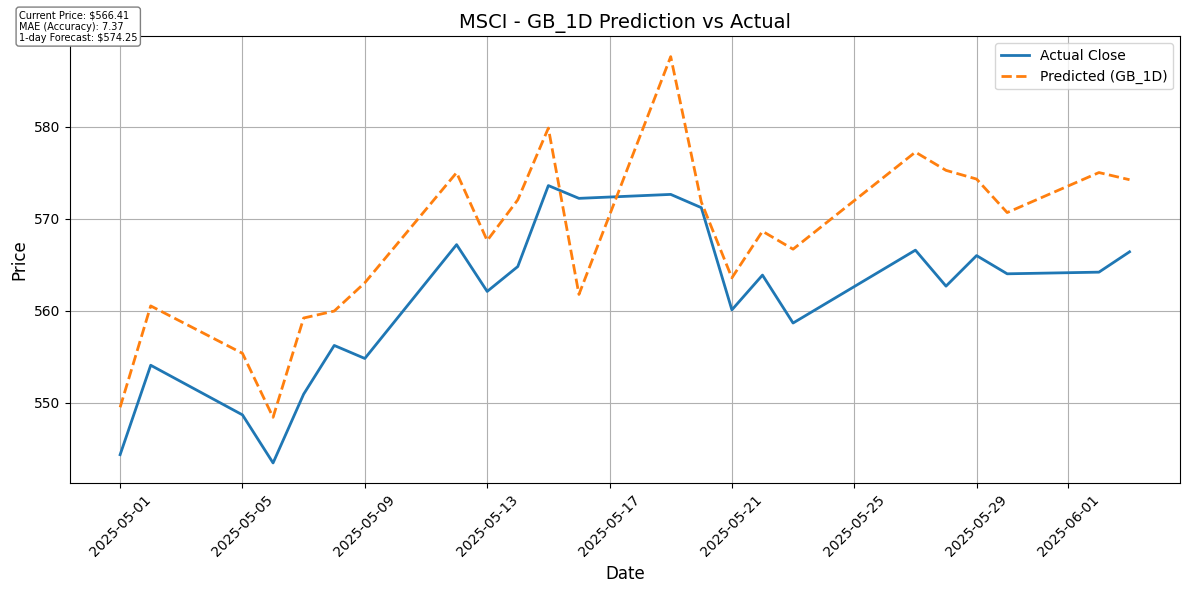 Current Price: $566.41
MAE (Accuracy): 7.37
1-day Forecast: $574.25
MSCI - GB_1D Prediction vs Actual
Actual Close
Predicted (GB_1D)
Price
580
570
560
550
2025-05-01
2025-05-05
2025-05-09
2025-05-13
2025-05-17
2025-05-21
2025-05-25
2025-05-29
2025-06-01
Date